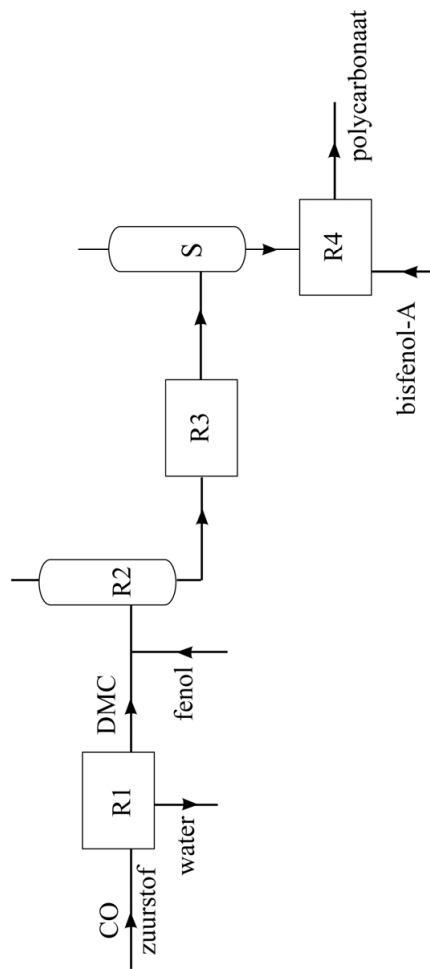 CO
zuurstof
R1
water
DMC
fenol
R2
R3
S
R4
bisfenol-A
polycarbonaat